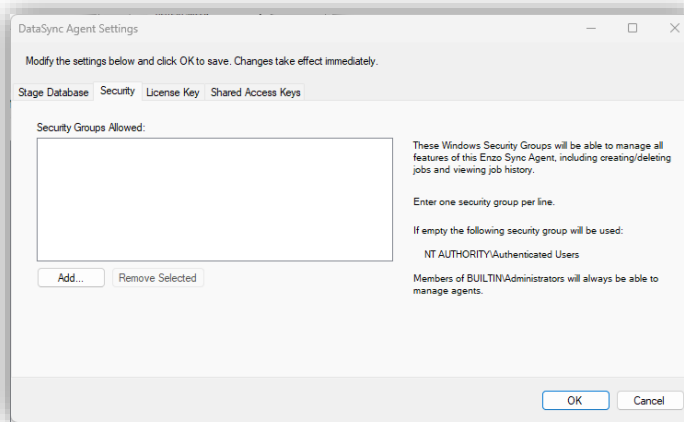 DataSync Agent Settings
Modify the settings below and click OK to save. Changes take effect immediately.
Stage Database Security License Key Shared Access Keys
Security Groups Allowed:
These Windows Security Groups will be able to manage all
features of this Enzo Sync Agent, including creating/deleting
jobs and viewing job history.
Enter one security group per line.
If empty the following security group will be used:
NT AUTHORITY\Authenticated Users
Members of BUILTIN\Administrators will always be able to
manage agents.
Add... Remove Selected
OK Cancel